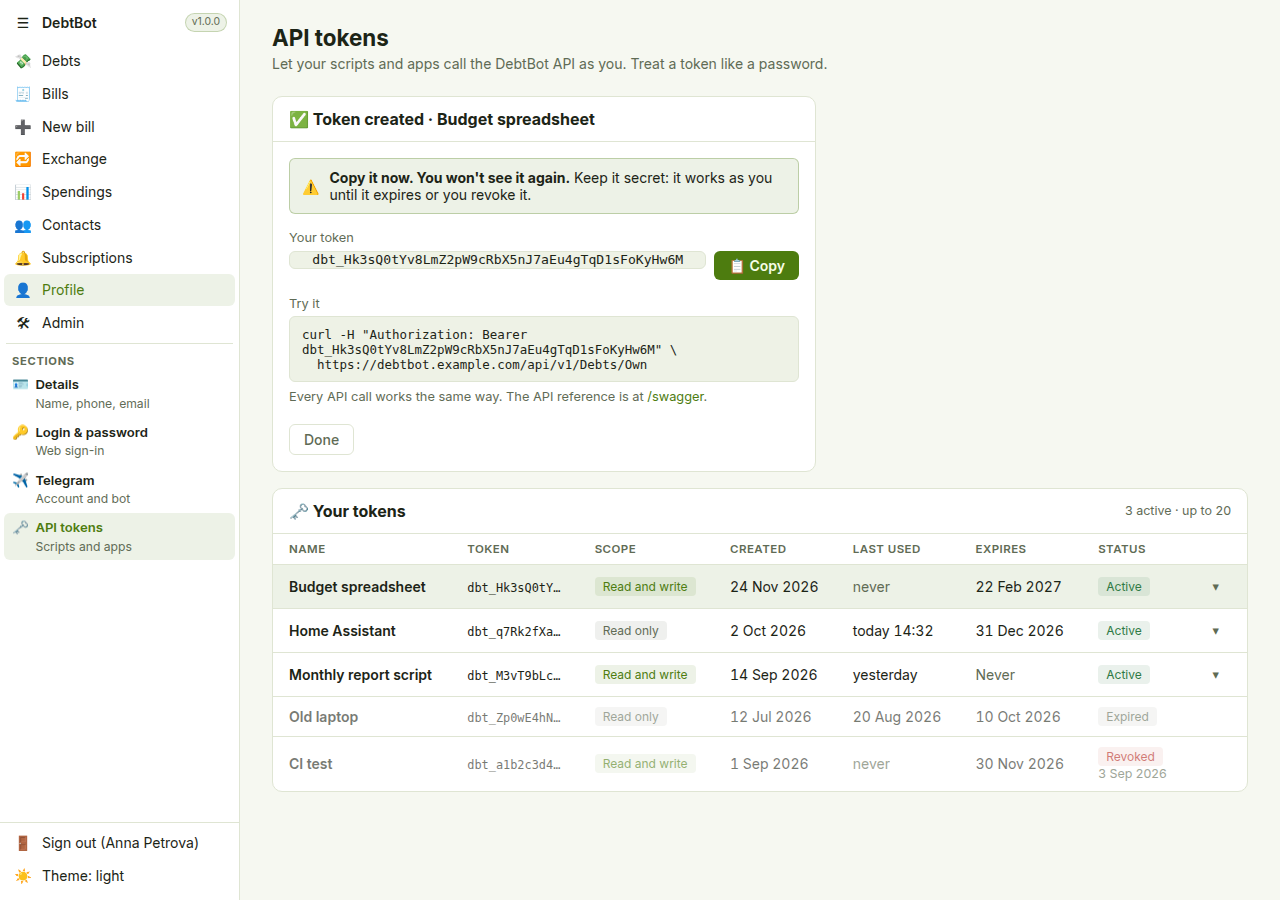 ☰ DebtBot v1.0.0
💸 Debts
🧾 Bills
➕ New bill
🔁 Exchange
📊 Spendings
👥 Contacts
🔔 Subscriptions
👤 Profile
🛠 Admin
SECTIONS
🪪 Details
Name, phone, email
🔑 Login & password
Web sign-in
✈️ Telegram
Account and bot
🗝️ API tokens
Scripts and apps
🚪 Sign out (Anna Petrova)
☀️ Theme: light
API tokens
Let your scripts and apps call the DebtBot API as you. Treat a token like a password.
✅ Token created · Budget spreadsheet
⚠️ Copy it now. You won't see it again. Keep it secret: it works as you
until it expires or you revoke it.
Your token
dbt_Hk3sQ0tYv8LmZ2pW9cRbX5nJ7aEu4gTqD1sFoKyHw6M 📋 Copy
Try it
curl -H "Authorization: Bearer
dbt_Hk3sQ0tYv8LmZ2pW9cRbX5nJ7aEu4gTqD1sFoKyHw6M" \
https://debtbot.example.com/api/v1/Debts/Own
Every API call works the same way. The API reference is at /swagger.
Done
🗝️ Your tokens 3 active · up to 20
NAME TOKEN SCOPE CREATED LAST USED EXPIRES STATUS
Budget spreadsheet dbt_Hk3sQ0tY… Read and write 24 Nov 2026 never 22 Feb 2027 Active ▾
Home Assistant dbt_q7Rk2fXa… Read only 2 Oct 2026 today 14:32 31 Dec 2026 Active ▾
Monthly report script dbt_M3vT9bLc… Read and write 14 Sep 2026 yesterday Never Active ▾
Old laptop dbt_Zp0wE4hN… Read only 12 Jul 2026 20 Aug 2026 10 Oct 2026 Expired
CI test dbt_a1b2c3d4… Read and write 1 Sep 2026 never 30 Nov 2026 Revoked
3 Sep 2026